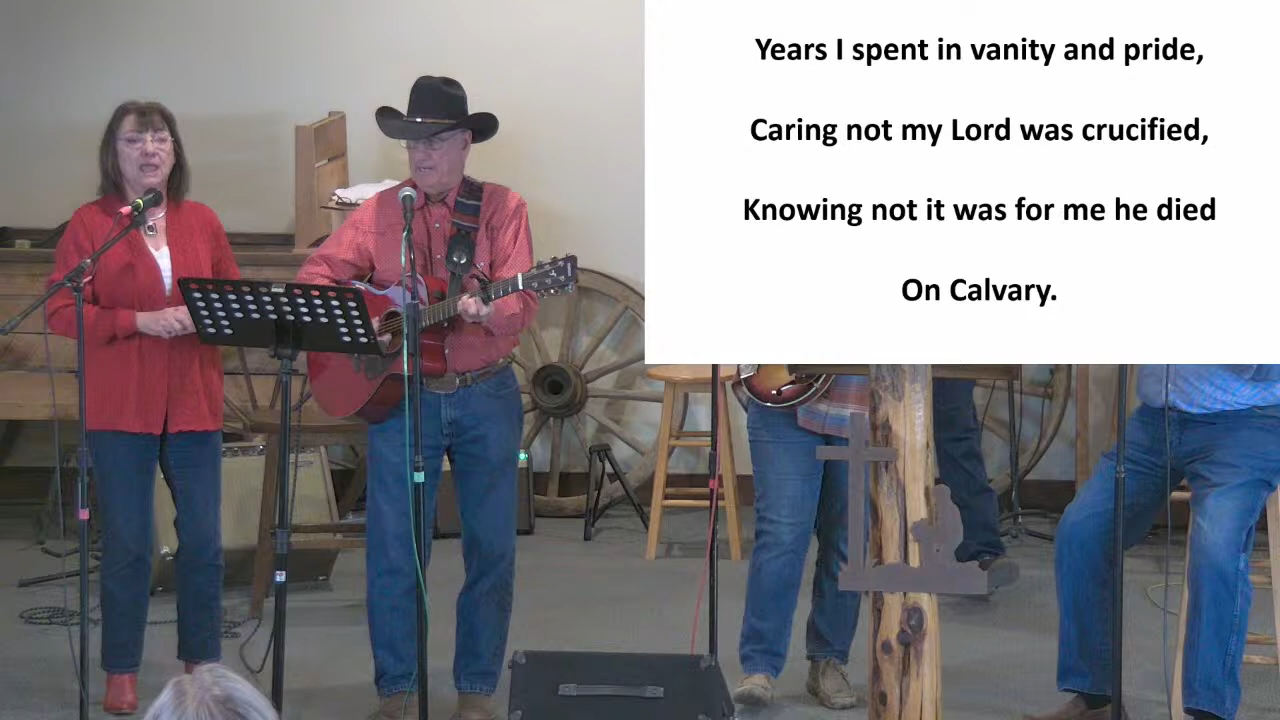 Years I spent in vanity and pride,
Caring not my Lord was crucified,
Knowing not it was for me he died
On Calvary.